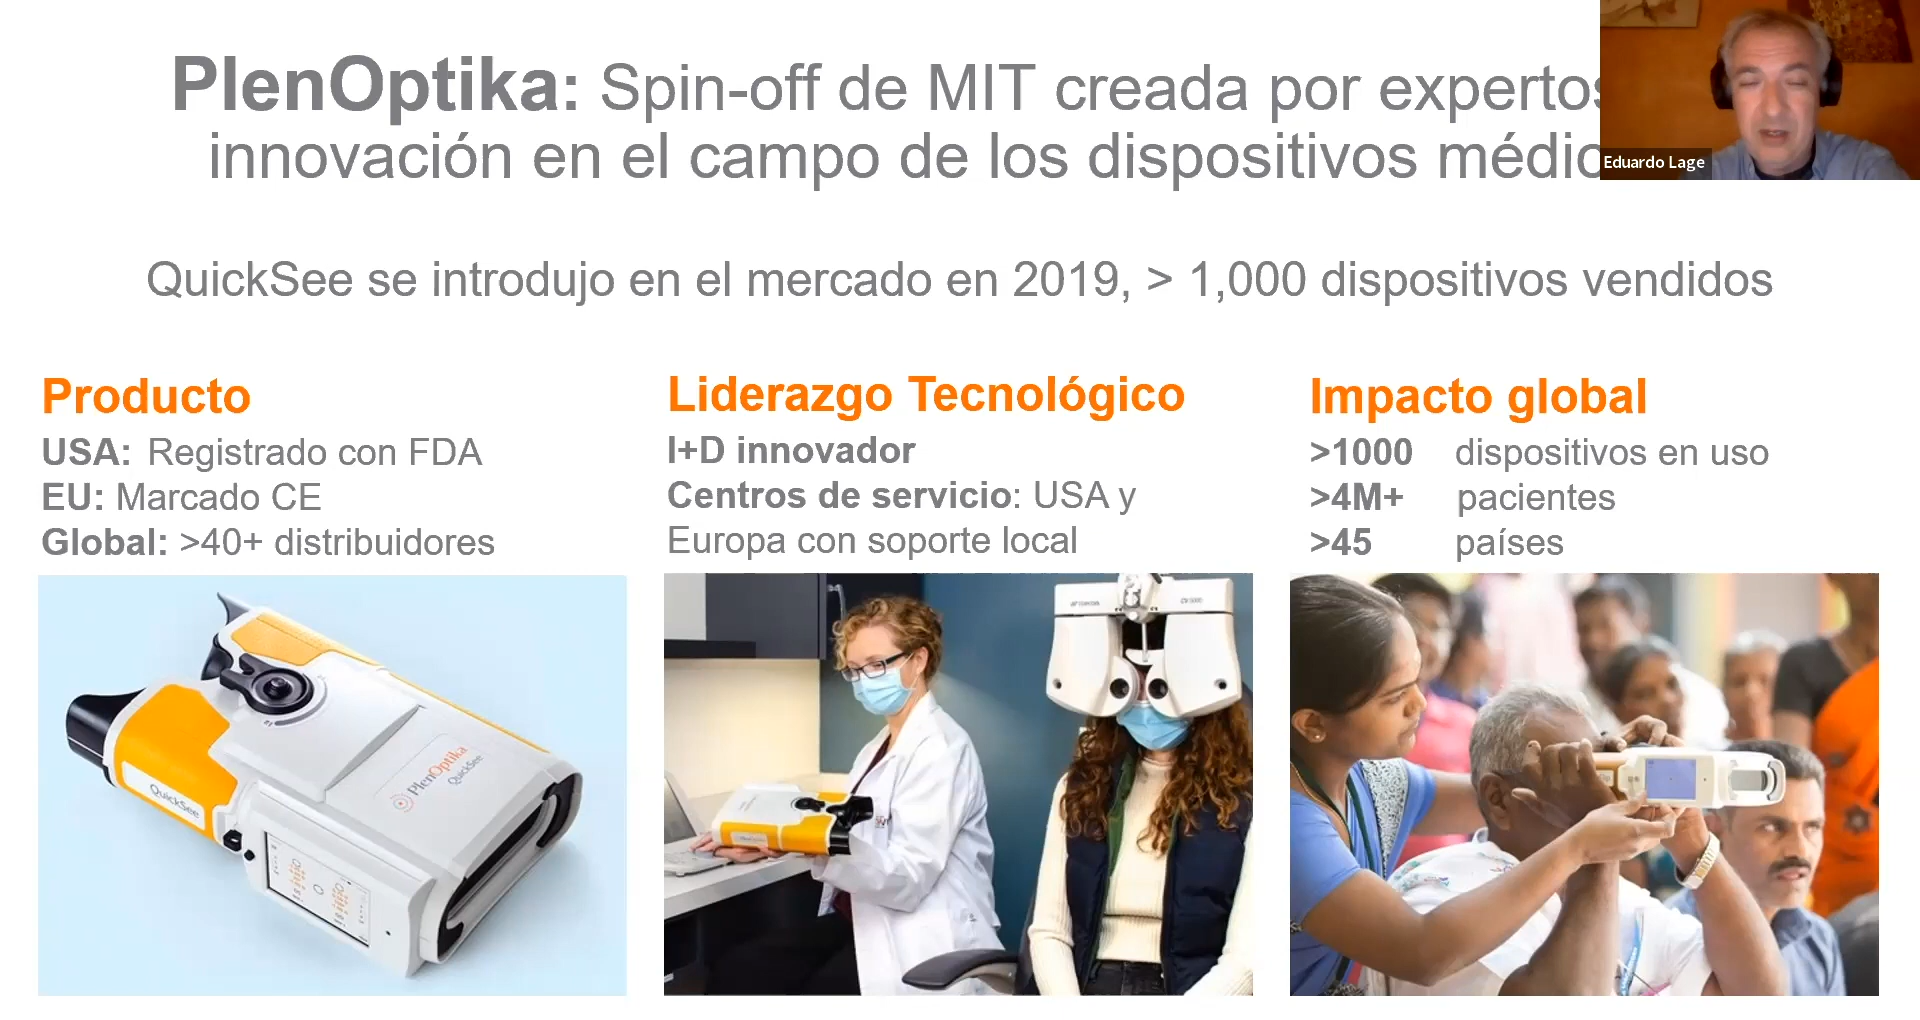 PlenOptika: Spin-off de MIT creada por expertos
innovación en el campo de los dispositivos médic
Eduardo Lage
QuickSee se introdujo en el mercado en 2019, > 1,000 dispositivos vendidos
Producto
USA: Registrado con FDA
EU: Marcado CE
Global: >40+ distribuidores
Liderazgo Tecnológico
I+D innovador
Centros de servicio: USA y
Europa con soporte local
Impacto global
>1000 dispositivos en uso
>4M+ pacientes
>45 países
PlenOptika
QuickSee
QuickSee